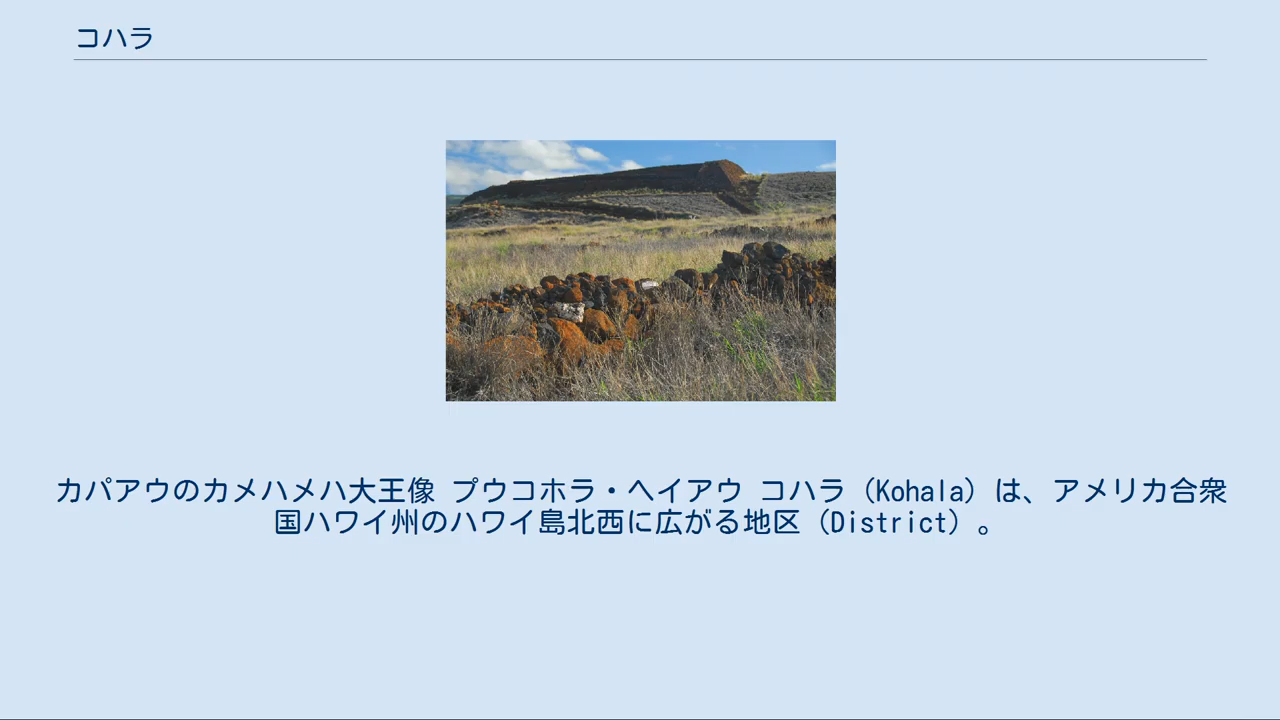 コハラ
カパアウのカメハメハ大王像 プウコホラ・ヘイアウ コハラ（Kohala）は、アメリカ合衆
国ハワイ州のハワイ島北西に広がる地区（District）。